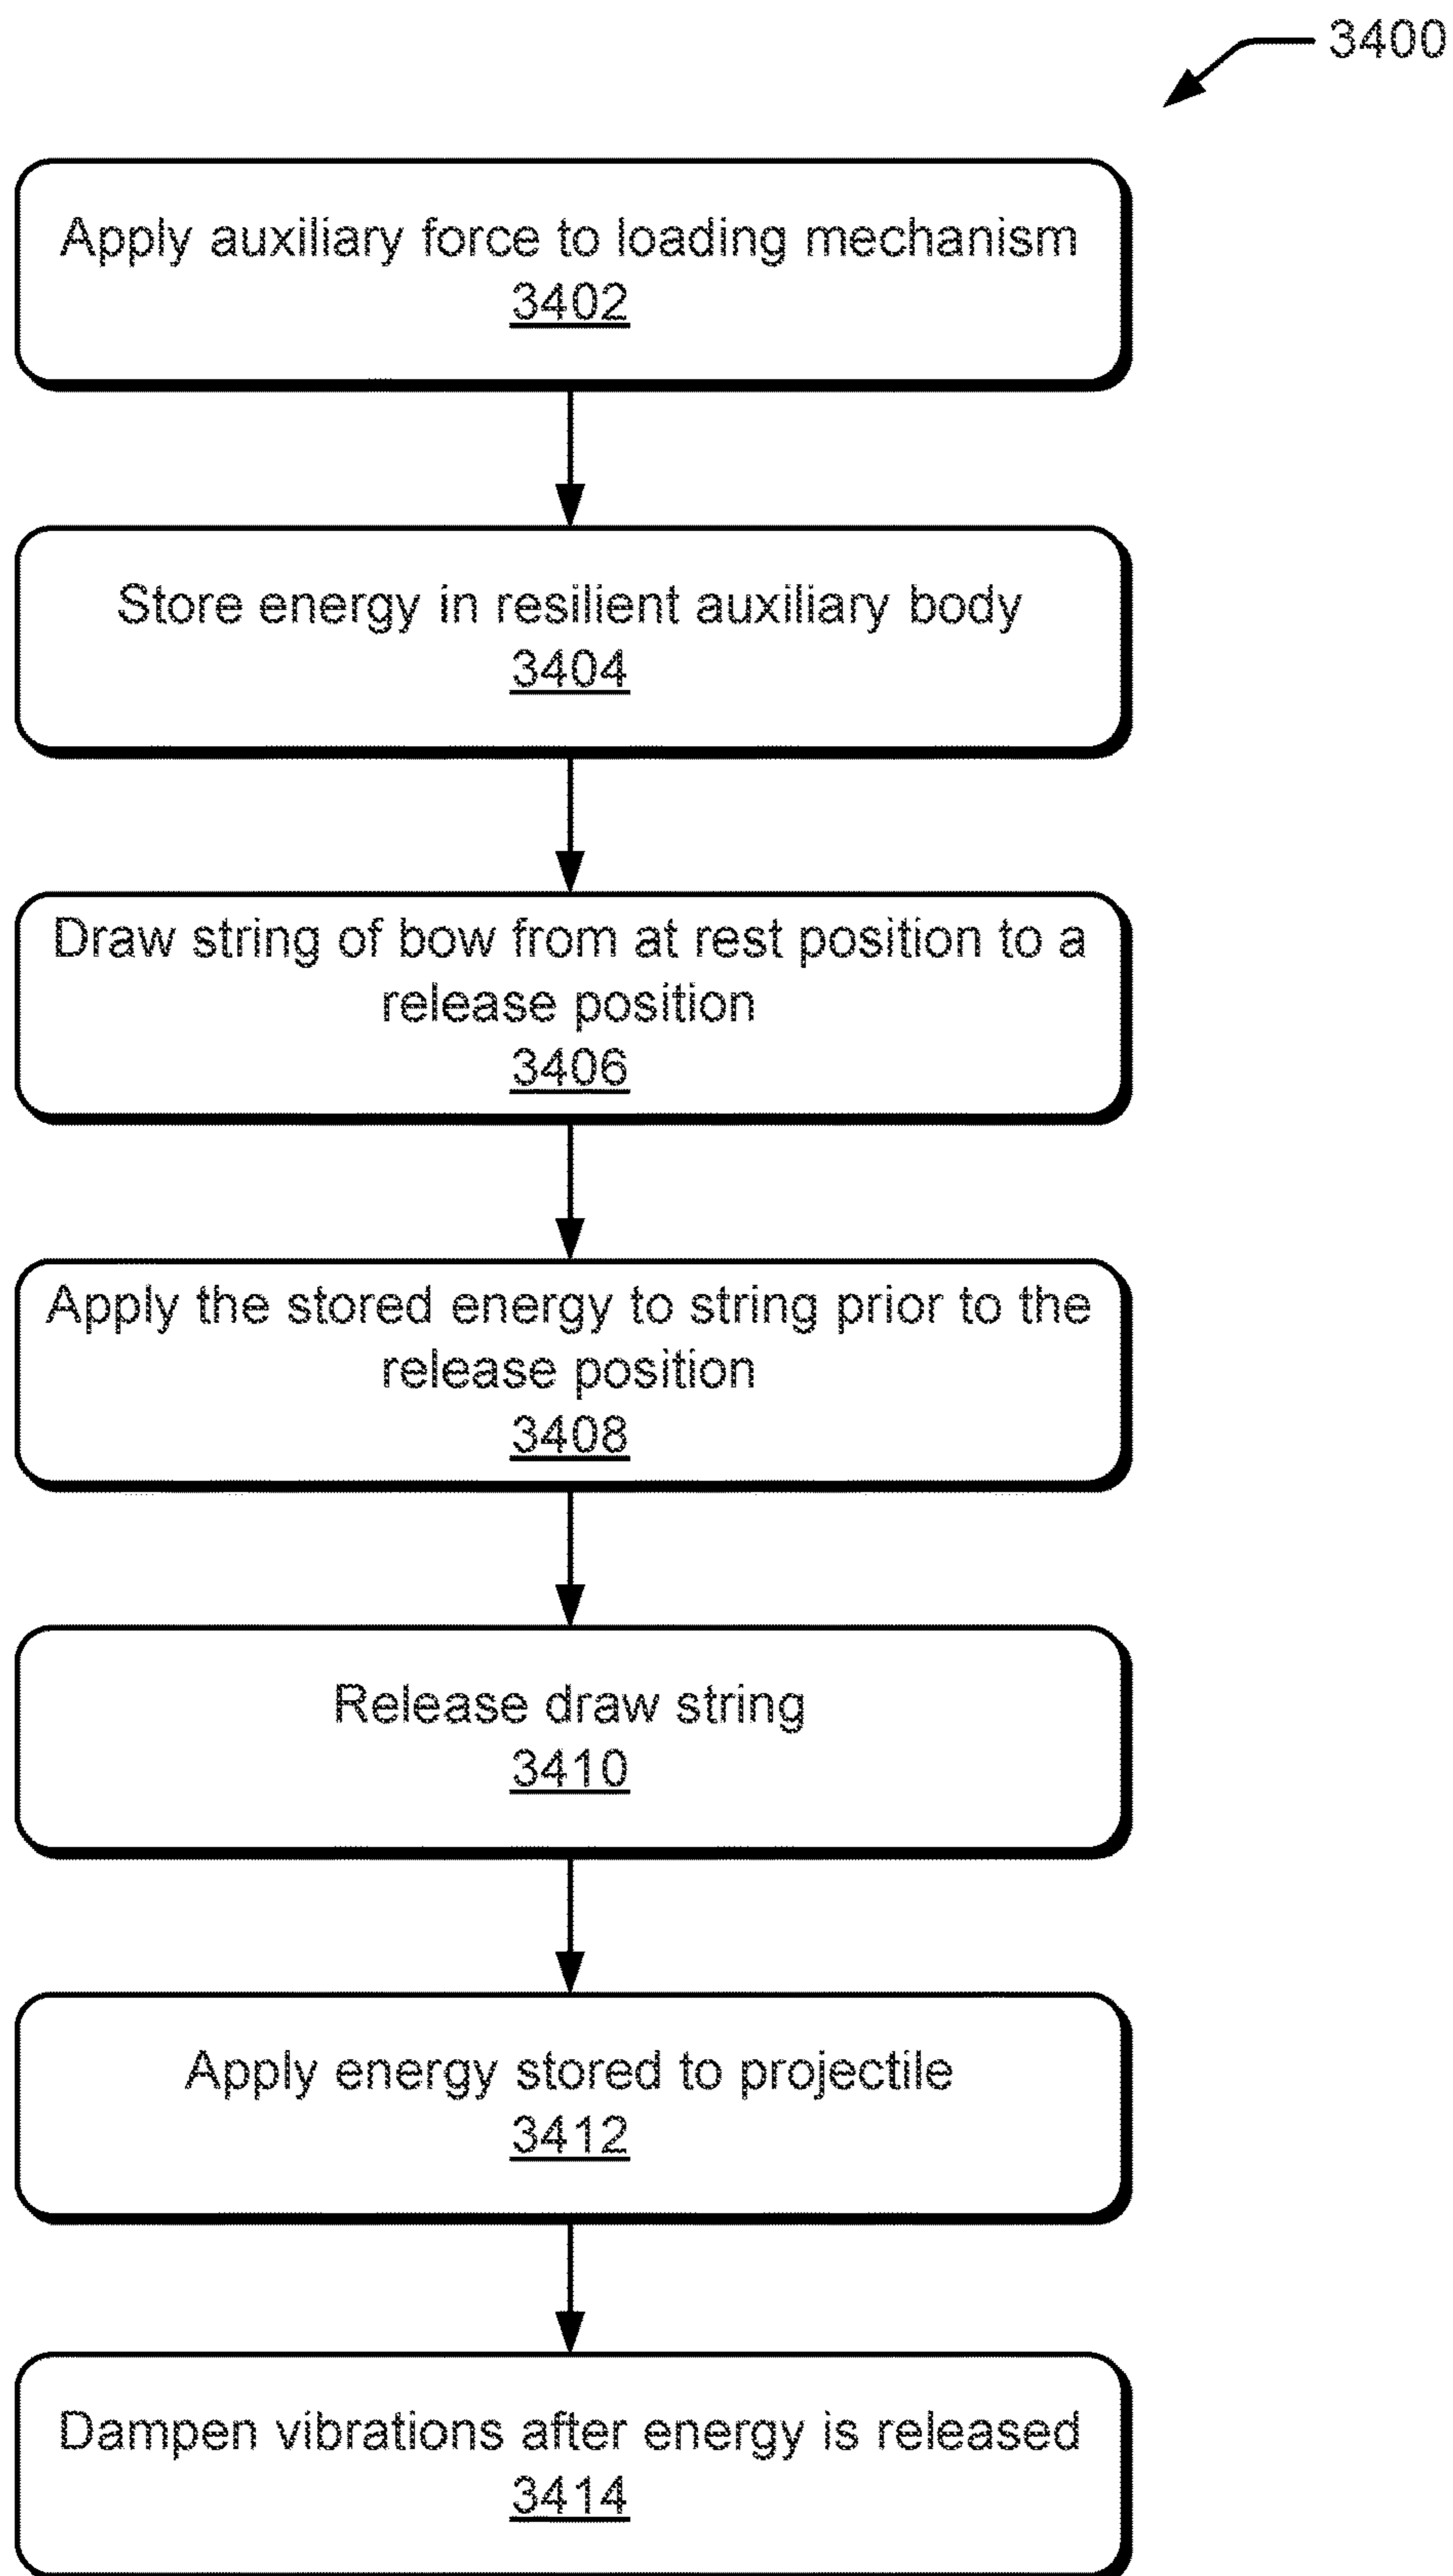 3400
Apply auxiliary force to loading mechanism
3402
Store energy in resilient auxiliary body
3404
Draw string of bow from at rest position to a
release position
3406
Apply the stored energy to string prior to the
release position
3408
Release draw string
3410
Apply energy stored to projectile
3412
Dampen vibrations after energy is released
3414